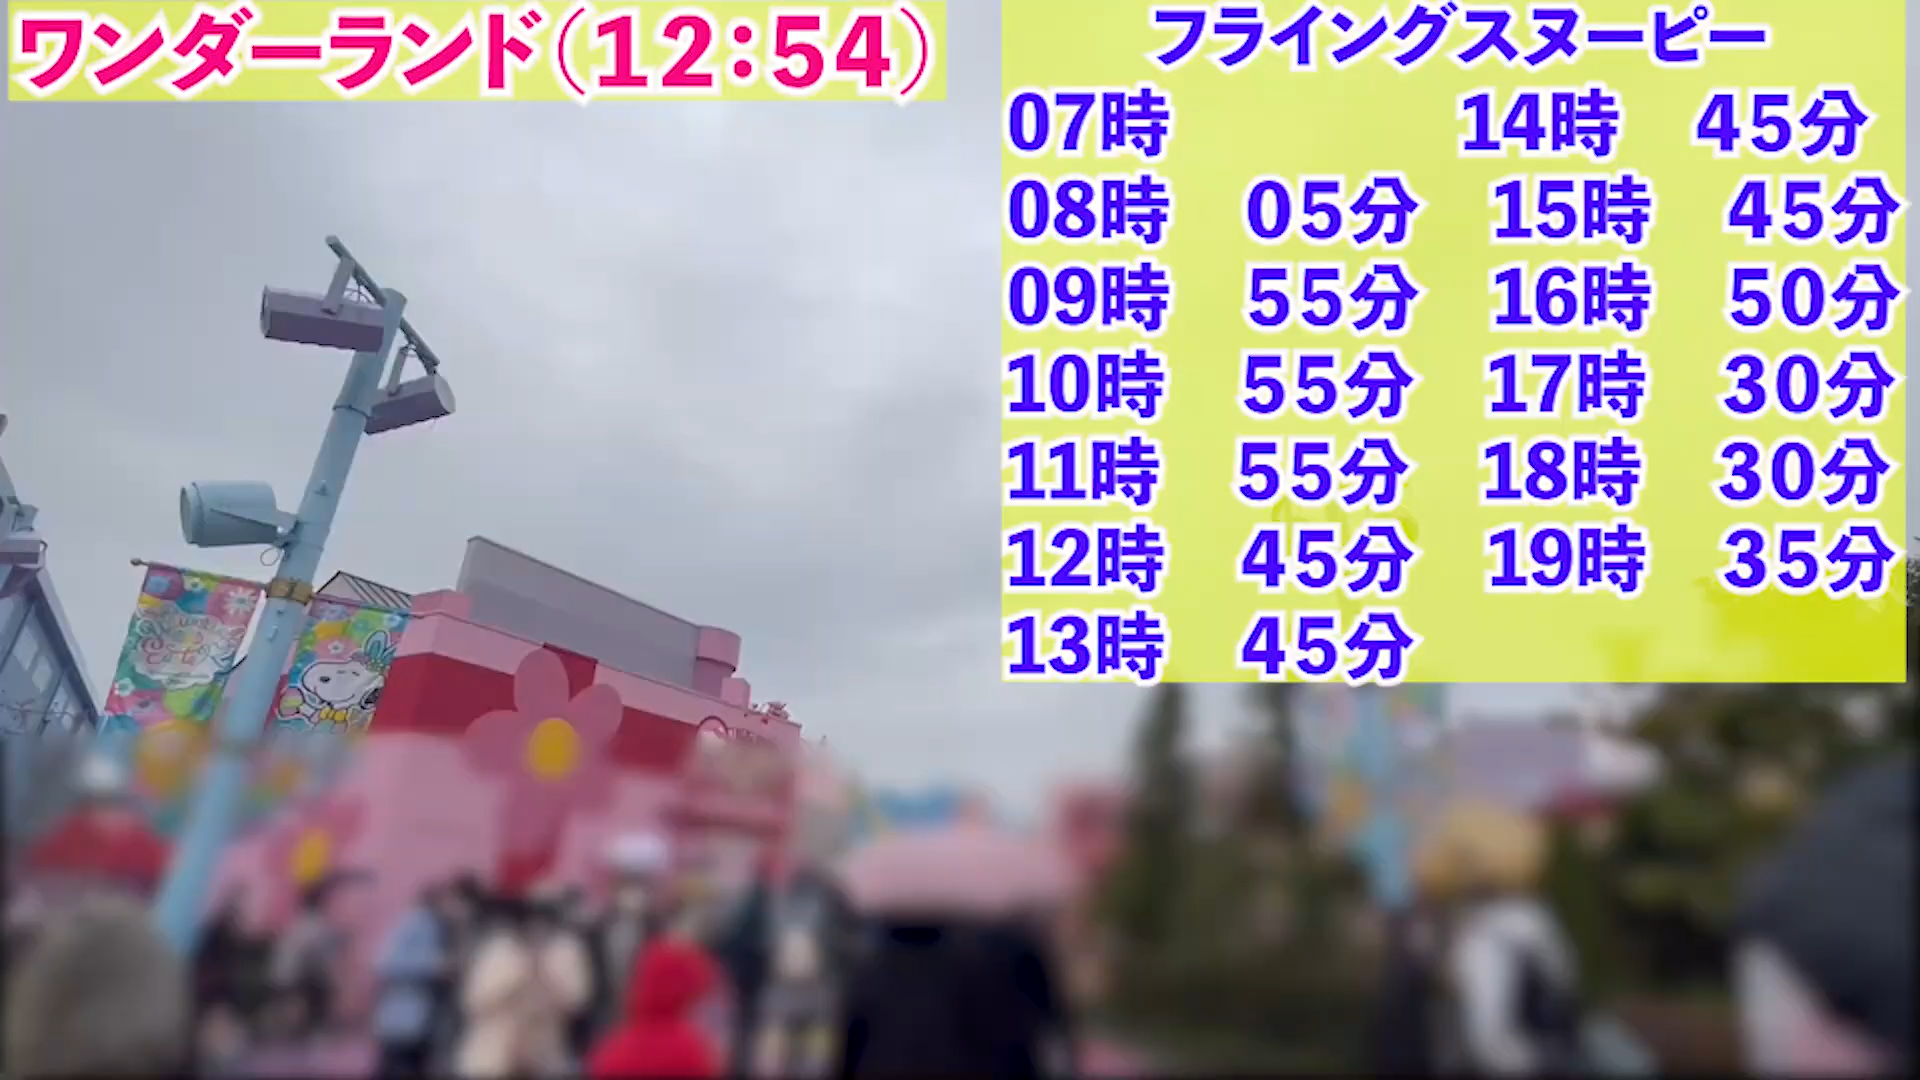 ワンダーランド(12:54)
フライングスヌーピー
07時 14時 45分
08時 05分 15時 45分
09時 55分 16時 50分
10時 55分 17時 30分
11時 55分 18時 30分
12時 45分 19時 35分
13時 45分